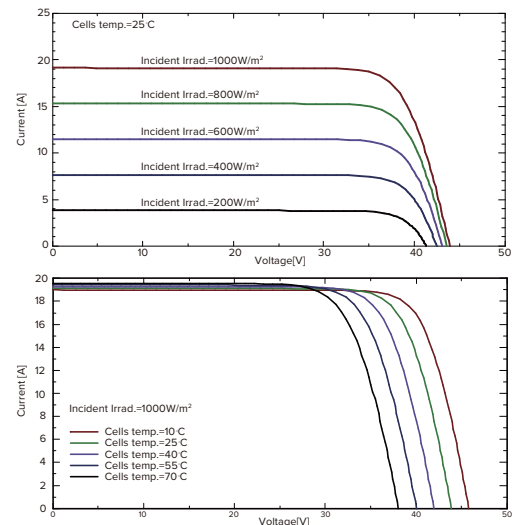 Cells temp.=25°C
25
20
15
10
5
0
Current [A]
Incident Irrad.=1000W/m²
Incident Irrad.=800W/m²
Incident Irrad.=600W/m²
Incident Irrad.=400W/m²
Incident Irrad.=200W/m²
0 10 20 30 40 50
Voltage[V]
20
18
16
14
12
10
8
6
4
2
0
Current [A]
Incident Irrad.=1000W/m²
Cells temp.=10°C
Cells temp.=25°C
Cells temp.=40°C
Cells temp.=55°C
Cells temp.=70°C
0 10 20 30 40 50
Voltage[V]